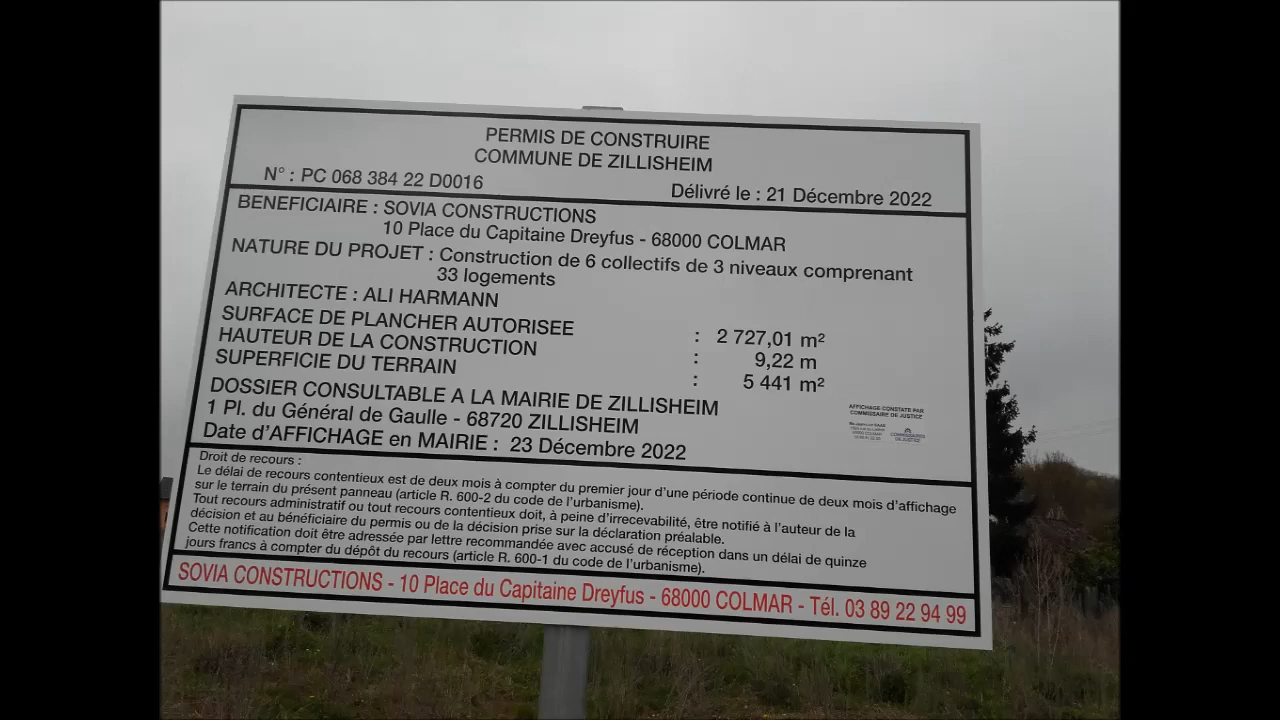 PERMIS DE CONSTRUIRE
COMMUNE DE ZILLISHEIM
N° : PC 068 384 22 D0016
Délivré le : 21 Décembre 2022
BENEFICIAIRE : SOVIA CONSTRUCTIONS
10 Place du Capitaine Dreyfus - 68000 COLMAR
NATURE DU PROJET : Construction de 6 collectifs de 3 niveaux comprenant
33 logements
ARCHITECTE : ALI HARMANN
SURFACE DE PLANCHER AUTORISEE : 2 727,01 m²
HAUTEUR DE LA CONSTRUCTION : 9,22 m
SUPERFICIE DU TERRAIN : 5 441 m²
DOSSIER CONSULTABLE A LA MAIRIE DE ZILLISHEIM
1 Pl. du Général de Gaulle - 68720 ZILLISHEIM
Date d'AFFICHAGE en MAIRIE : 23 Décembre 2022
AFFICHAGE CONSTATE PAR
COMMISSAIRE DE JUSTICE
68000 COLMAR
COMMISSAIRES
DE JUSTICE
Droit de recours :
Le délai de recours contentieux est de deux mois à compter du premier jour d'une période continue de deux mois d'affichage
sur le terrain du présent panneau (article R. 600-2 du code de l'urbanisme).
Tout recours administratif ou tout recours contentieux doit, à peine d'irrecevabilité, être notifié à l'auteur de la
décision et au bénéficiaire du permis ou de la décision prise sur la déclaration préalable.
Cette notification doit être adressée par lettre recommandée avec accusé de réception dans un délai de quinze
jours francs à compter du dépôt du recours (article R. 600-1 du code de l'urbanisme).
SOVIA CONSTRUCTIONS - 10 Place du Capitaine Dreyfus - 68000 COLMAR - Tél. 03 89 22 94 99